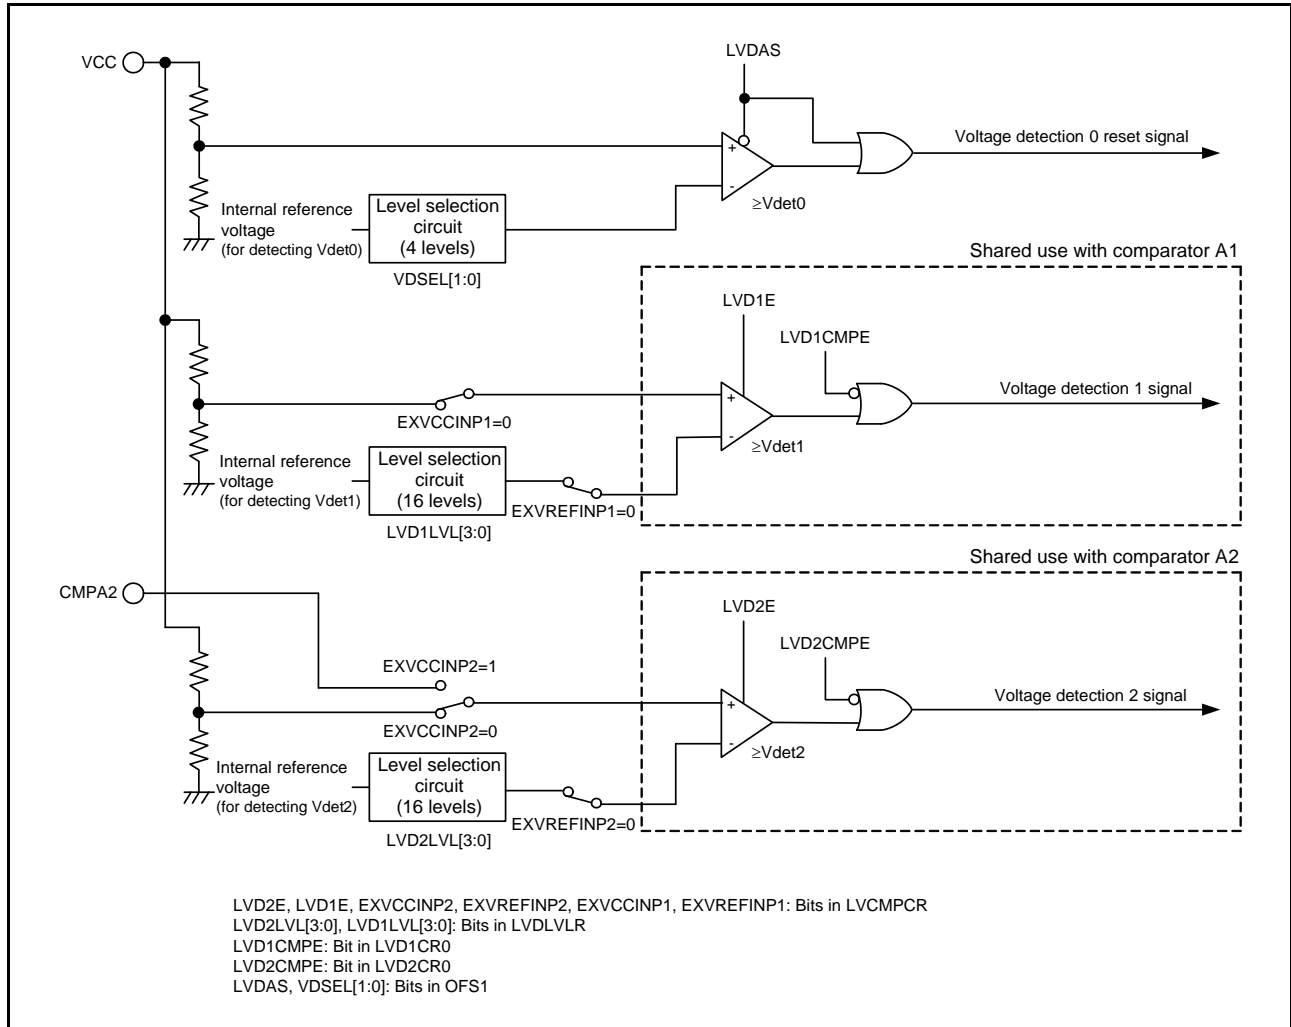 VCC
LVDAS
+
-
≥Vdet0
Voltage detection 0 reset signal
Internal reference
voltage
(for detecting Vdet0)
Level selection
circuit
(4 levels)
VDSEL[1:0]
Shared use with comparator A1
LVD1E
LVD1CMPE
+
-
≥Vdet1
Voltage detection 1 signal
EXVCCINP1=0
Internal reference
voltage
(for detecting Vdet1)
Level selection
circuit
(16 levels)
EXVREFINP1=0
LVD1LVL[3:0]
Shared use with comparator A2
CMPA2
LVD2E
LVD2CMPE
EXVCCINP2=1
+
-
≥Vdet2
Voltage detection 2 signal
EXVCCINP2=0
Internal reference
voltage
(for detecting Vdet2)
Level selection
circuit
(16 levels)
EXVREFINP2=0
LVD2LVL[3:0]
LVD2E, LVD1E, EXVCCINP2, EXVREFINP2, EXVCCINP1, EXVREFINP1: Bits in LVCMPCR
LVD2LVL[3:0], LVD1LVL[3:0]: Bits in LVDLVLR
LVD1CMPE: Bit in LVD1CR0
LVD2CMPE: Bit in LVD2CR0
LVDAS, VDSEL[1:0]: Bits in OFS1